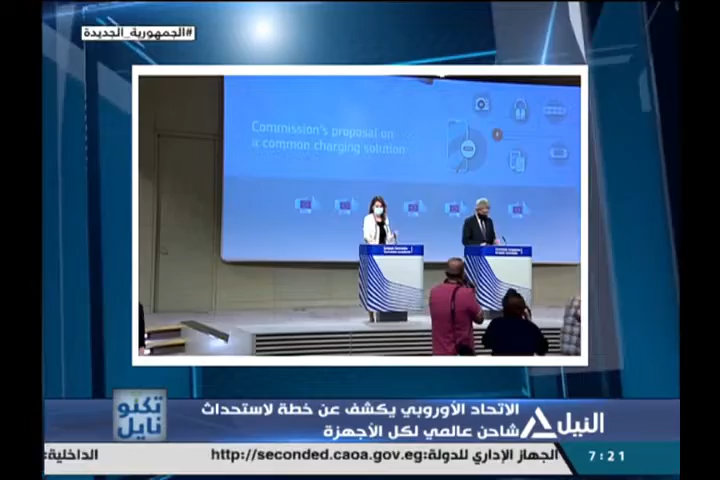 #الجمهورية_الجديدة
Commission's proposal on
a common charging solution
تكنو
نايل
النيل
الاتحاد الأوروبي يكشف عن خطة لاستحداث
شاحن عالمي لكل الأجهزة
7:21
الجهاز الإداري للدولة:http://seconded.caoa.gov.eg
الداخلية: